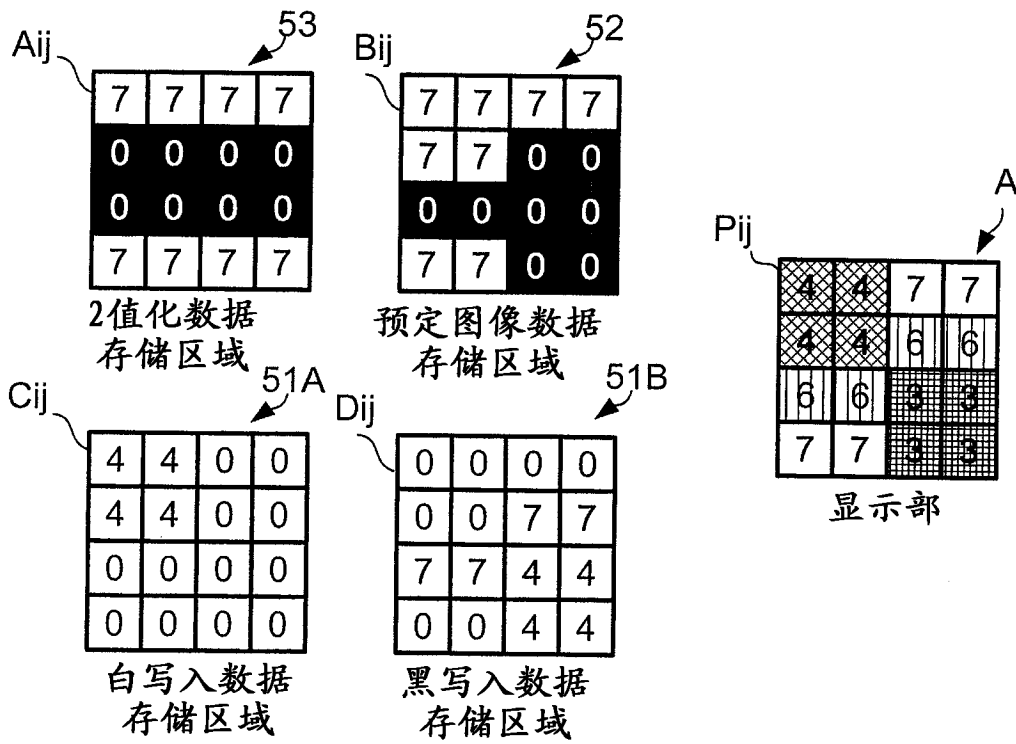 Aij
53
7 7 7 7
0 0 0 0
0 0 0 0
7 7 7 7
2值化数据
存储区域
Bij
52
7 7 7 7
7 7 0 0
0 0 0 0
7 7 0 0
预定图像数据
存储区域
Cij
51A
4 4 0 0
4 4 0 0
0 0 0 0
0 0 0 0
白写入数据
存储区域
Dij
51B
0 0 0 0
0 0 7 7
7 7 4 4
0 0 4 4
黑写入数据
存储区域
Pij
A
4 4 7 7
4 4 6 6
6 6 3 3
7 7 3 3
显示部